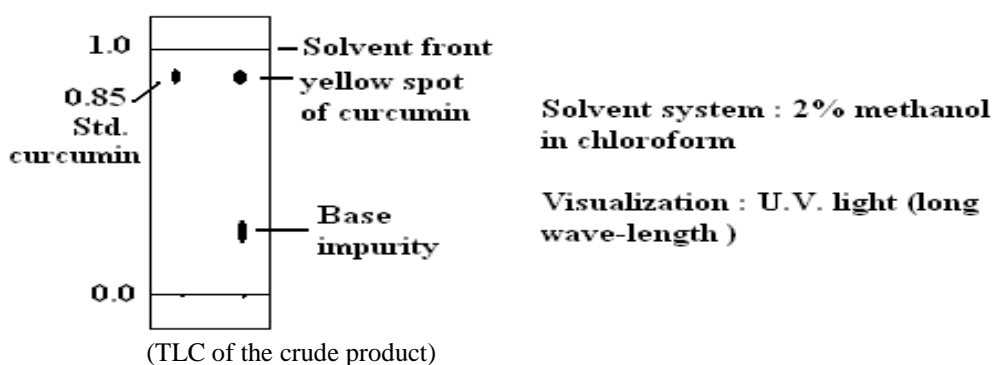 1.0
Solvent front
0.85
Std.
curcumin
yellow spot
of curcumin
Base
impurity
0.0
Solvent system : 2% methanol
in chloroform
Visualization : U.V. light (long
wave-length )
(TLC of the crude product)